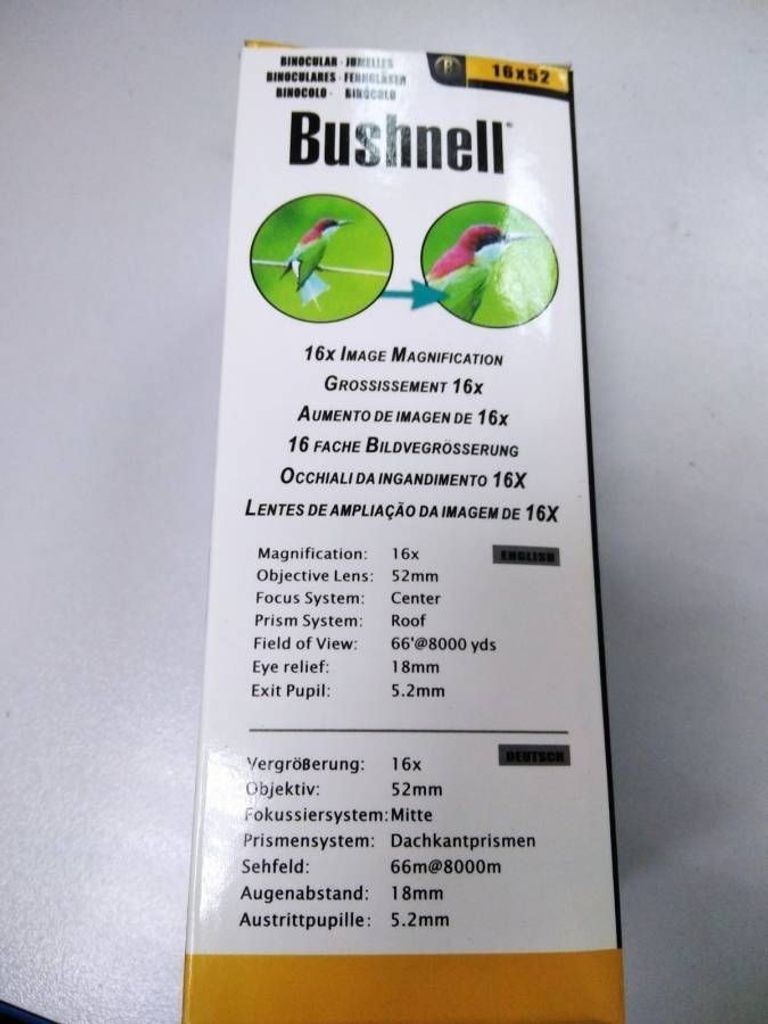 BINOCULAR · JUMELLES
BINOCULARES · FERNGLÄSER
BINOCOLO · BINÓCULO
16x52
Bushnell
16x IMAGE MAGNIFICATION
GROSSISSEMENT 16x
AUMENTO DE IMAGEN DE 16x
16 FACHE BILDVEGRÖSSERUNG
OCCHIALI DA INGANDIMENTO 16X
LENTES DE AMPLIAÇÃO DA IMAGEM DE 16X
ENGLISH
Magnification: 16x
Objective Lens: 52mm
Focus System: Center
Prism System: Roof
Field of View: 66'@8000 yds
Eye relief: 18mm
Exit Pupil: 5.2mm
DEUTSCH
Vergrößerung: 16x
Objektiv: 52mm
Fokussiersystem: Mitte
Prismensystem: Dachkantprismen
Sehfeld: 66m@8000m
Augenabstand: 18mm
Austrittpupille: 5.2mm